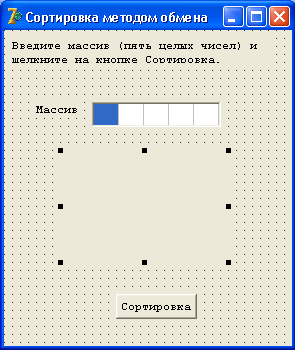 Сортировка методом обмена
Введите массив (пять целых чисел) и
щелкните на кнопке Сортировка.
Массив
Сортировка